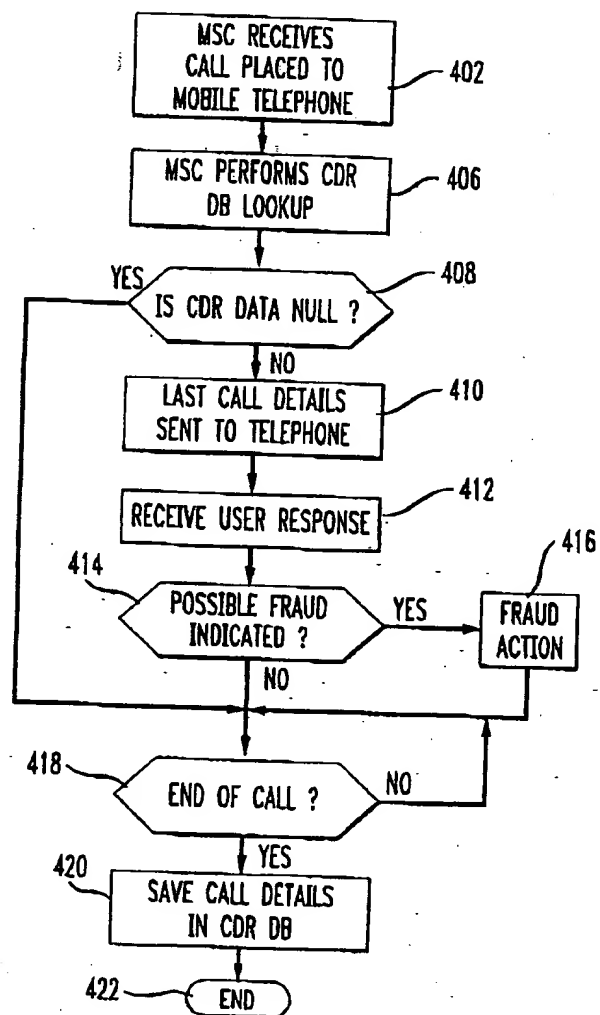 MSC RECEIVES
CALL PLACED TO
MOBILE TELEPHONE
402
MSC PERFORMS CDR
DB LOOKUP
406
YES
IS CDR DATA NULL ?
408
NO
LAST CALL DETAILS
SENT TO TELEPHONE
410
RECEIVE USER RESPONSE
412
414
POSSIBLE FRAUD
INDICATED ?
YES
FRAUD
ACTION
416
NO
418
END OF CALL ?
NO
YES
420
SAVE CALL DETAILS
IN CDR DB
422
END